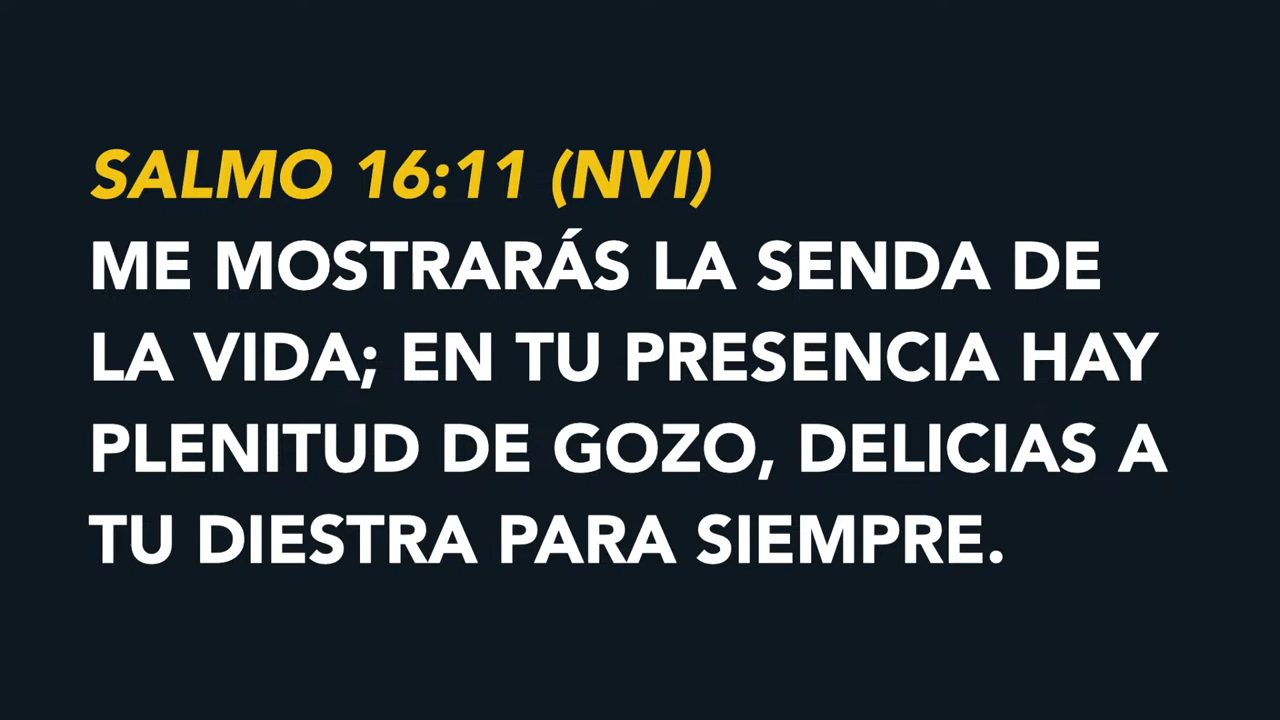 SALMO 16:11 (NVI)
ME MOSTRARÁS LA SENDA DE
LA VIDA; EN TU PRESENCIA HAY
PLENITUD DE GOZO, DELICIAS A
TU DIESTRA PARA SIEMPRE.